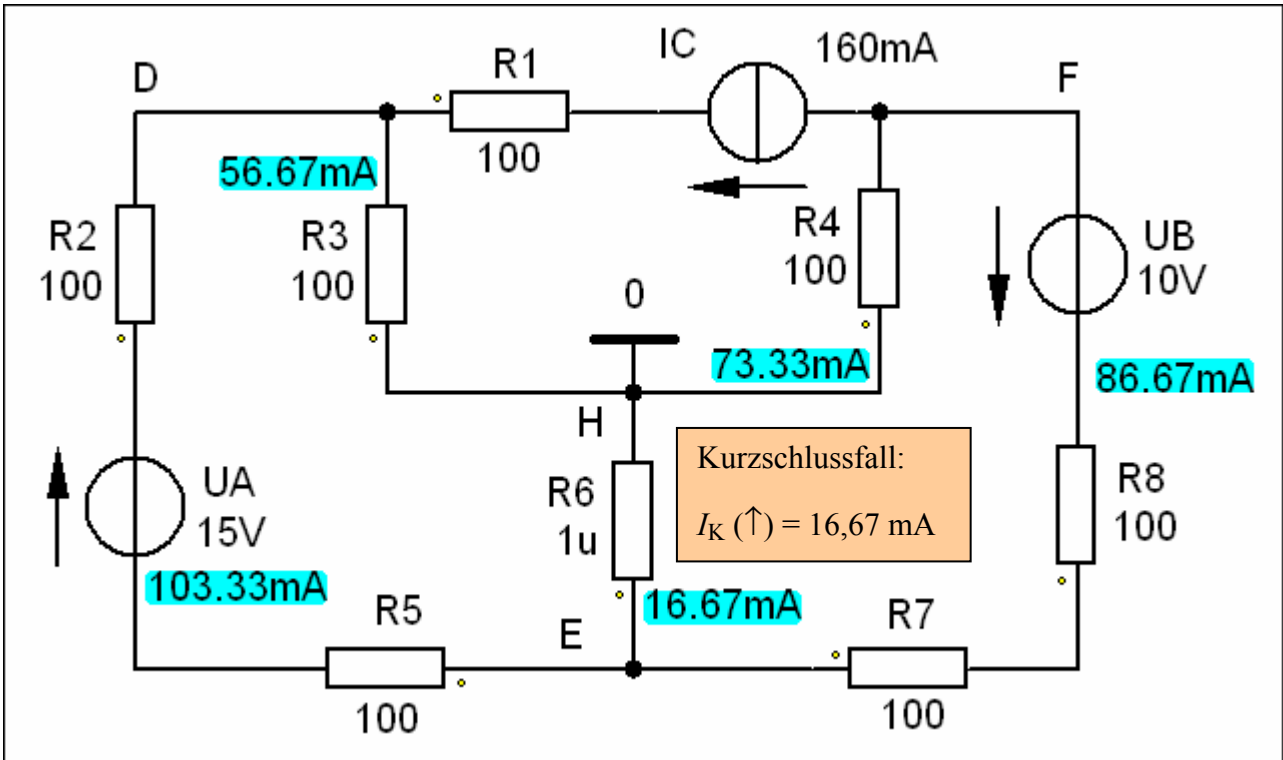 IC
160mA
D
R1
F
100
56.67mA
R2
100
R3
100
R4
100
UB
10V
0
73.33mA
86.67mA
H
Kurzschlussfall:
I_K (↑) = 16,67 mA
R6
1u
R8
100
UA
15V
103.33mA
16.67mA
R5
E
R7
100
100